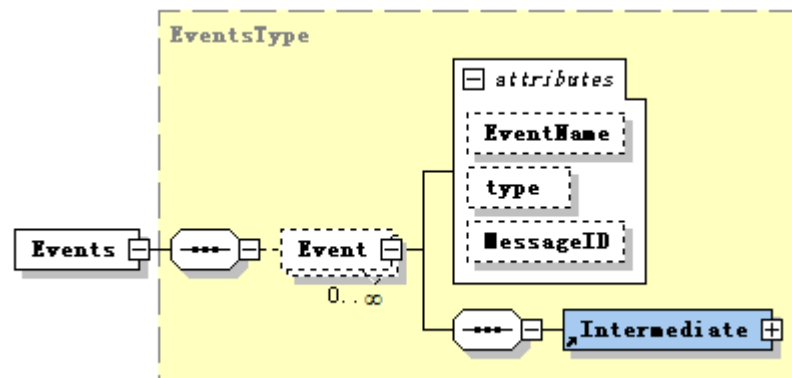 EventsType
attributes
EventName
type
MessageID
Events
Event
0..∞
Intermediate